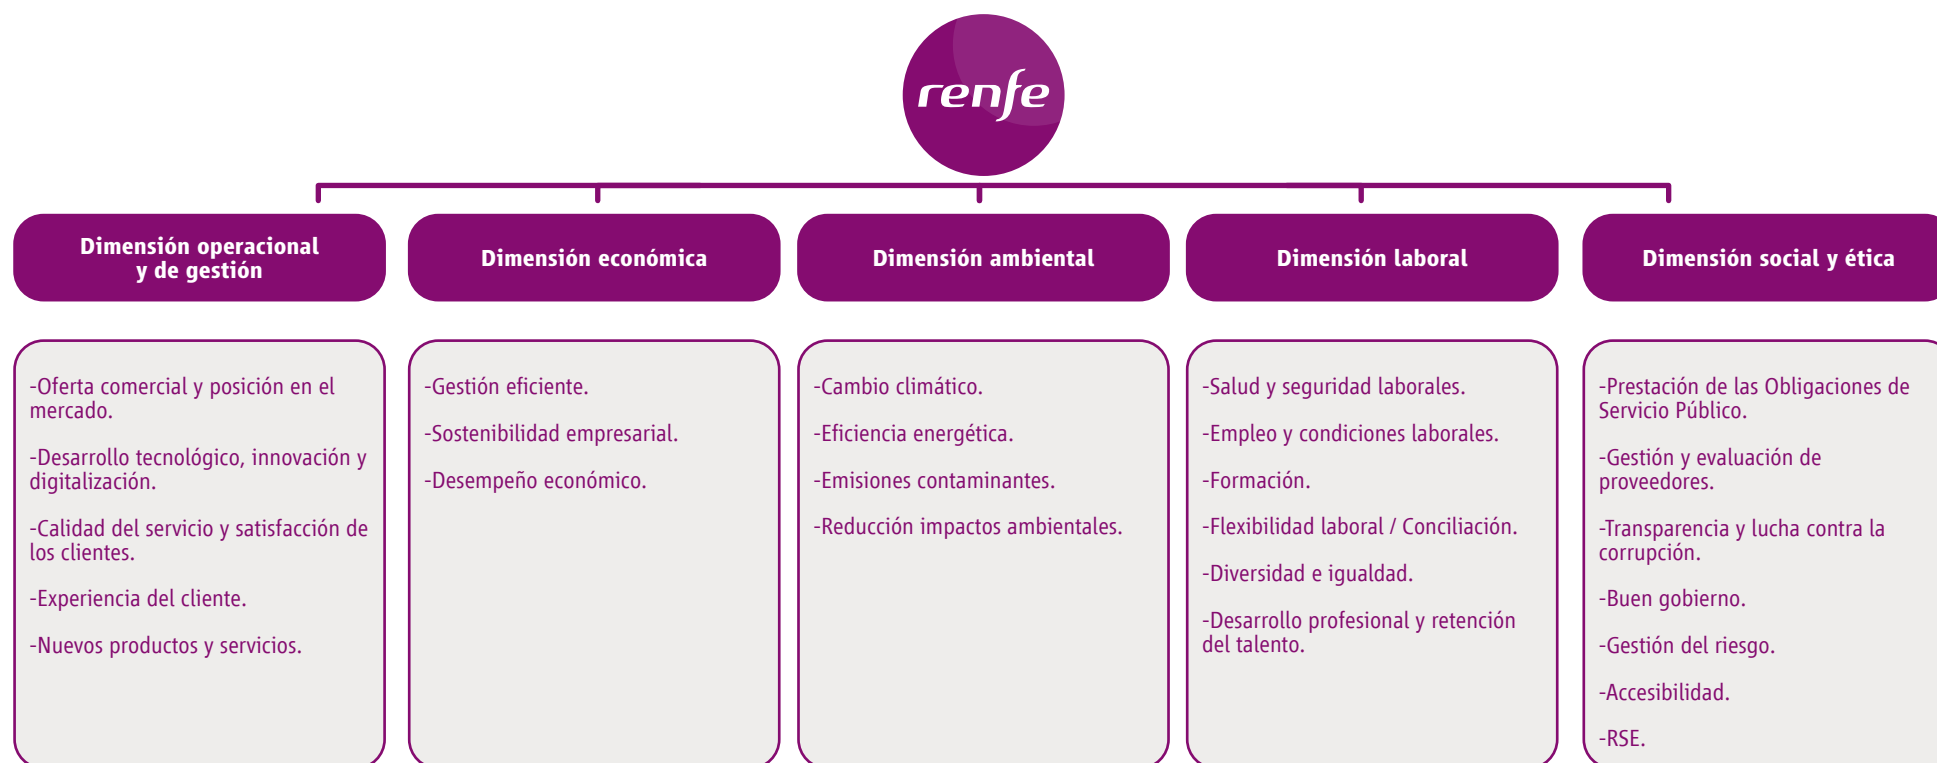 renfe
Dimensión operacional
y de gestión
Dimensión económica
Dimensión ambiental
Dimensión laboral
Dimensión social y ética
-Oferta comercial y posición en el
mercado.
-Desarrollo tecnológico, innovación y
digitalización.
-Calidad del servicio y satisfacción de
los clientes.
-Experiencia del cliente.
-Nuevos productos y servicios.
-Gestión eficiente.
-Sostenibilidad empresarial.
-Desempeño económico.
-Cambio climático.
-Eficiencia energética.
-Emisiones contaminantes.
-Reducción impactos ambientales.
-Salud y seguridad laborales.
-Empleo y condiciones laborales.
-Formación.
-Flexibilidad laboral / Conciliación.
-Diversidad e igualdad.
-Desarrollo profesional y retención
del talento.
-Prestación de las Obligaciones de
Servicio Público.
-Gestión y evaluación de
proveedores.
-Transparencia y lucha contra la
corrupción.
-Buen gobierno.
-Gestión del riesgo.
-Accesibilidad.
-RSE.